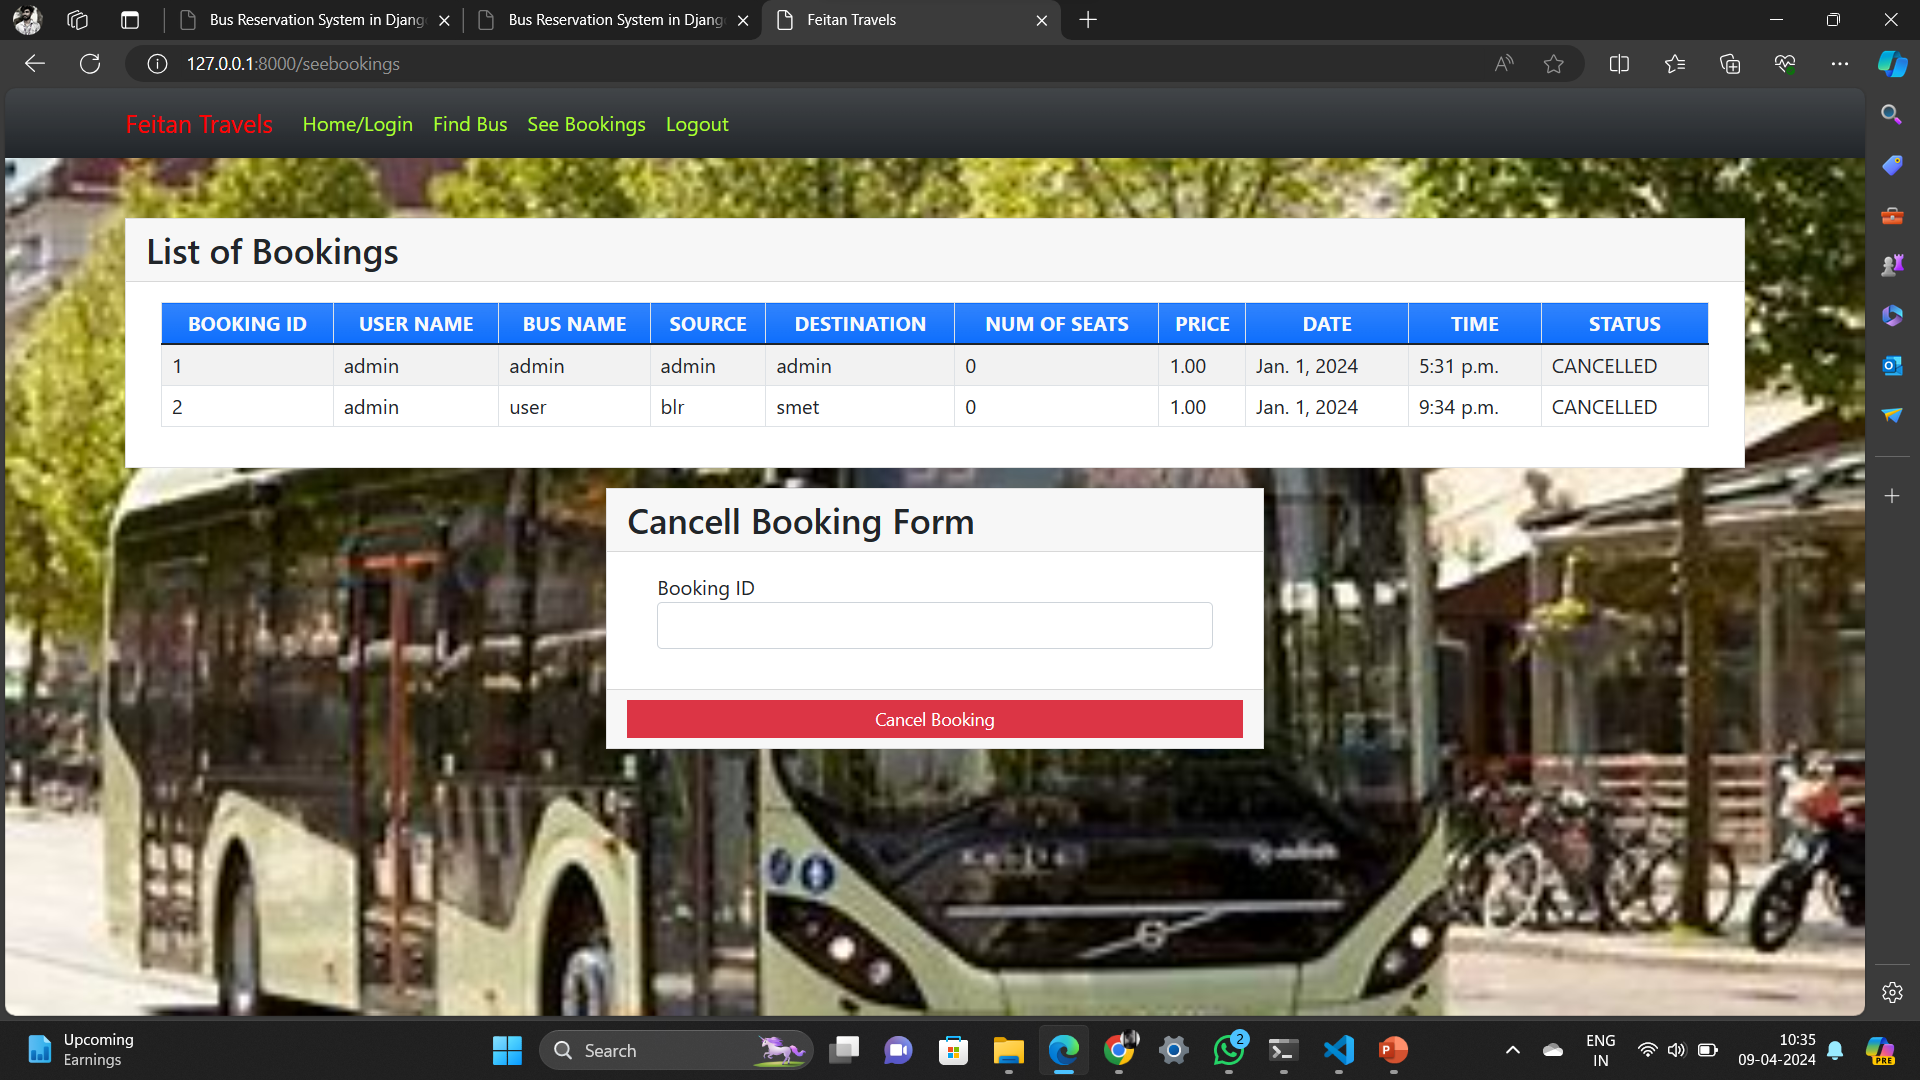 Bus Reservation System in Djang
Bus Reservation System in Djang
Feitan Travels
127.0.0.1:8000/seebookings
Feitan Travels Home/Login Find Bus See Bookings Logout
List of Bookings
BOOKING ID USER NAME BUS NAME SOURCE DESTINATION NUM OF SEATS PRICE DATE TIME STATUS
1 admin admin admin admin 0 1.00 Jan. 1, 2024 5:31 p.m. CANCELLED
2 admin user blr smet 0 1.00 Jan. 1, 2024 9:34 p.m. CANCELLED
Cancell Booking Form
Booking ID
Cancel Booking
Upcoming
Earnings
Search
2
ENG
IN
10:35
09-04-2024
PRE